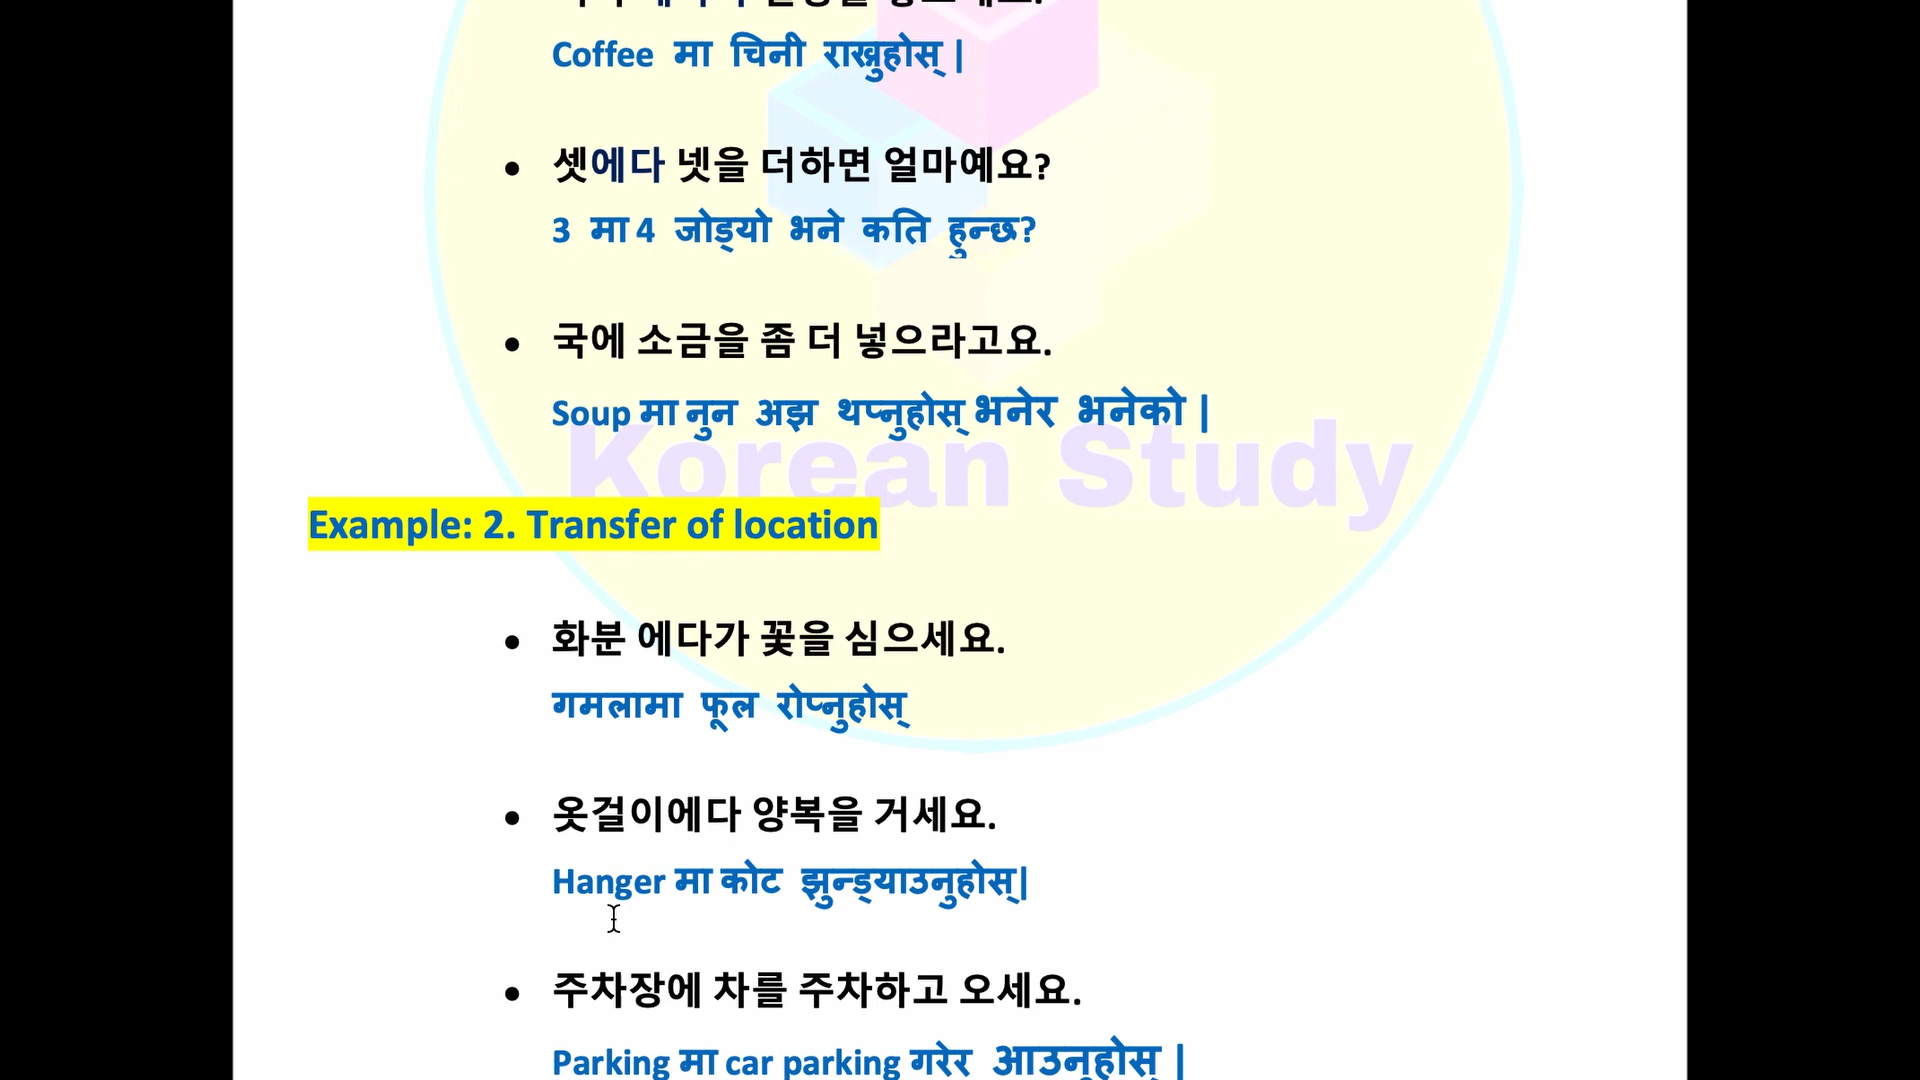 Coffee मा चिनी राख्नुहोस् |
• 셋에다 넷을 더하면 얼마예요?
3 मा 4 जोड्यो भने कति हुन्छ?
• 국에 소금을 좀 더 넣으라고요.
Soup मा नुन अझ थप्नुहोस् भनेर भनेको |
Korean Study
Example: 2. Transfer of location
• 화분 에다가 꽃을 심으세요.
गमलामा फूल रोप्नुहोस्
• 옷걸이에다 양복을 거세요.
Hanger मा कोट झुन्ड्याउनुहोस्|
• 주차장에 차를 주차하고 오세요.
Parking मा car parking गरेर आउनुहोस् |